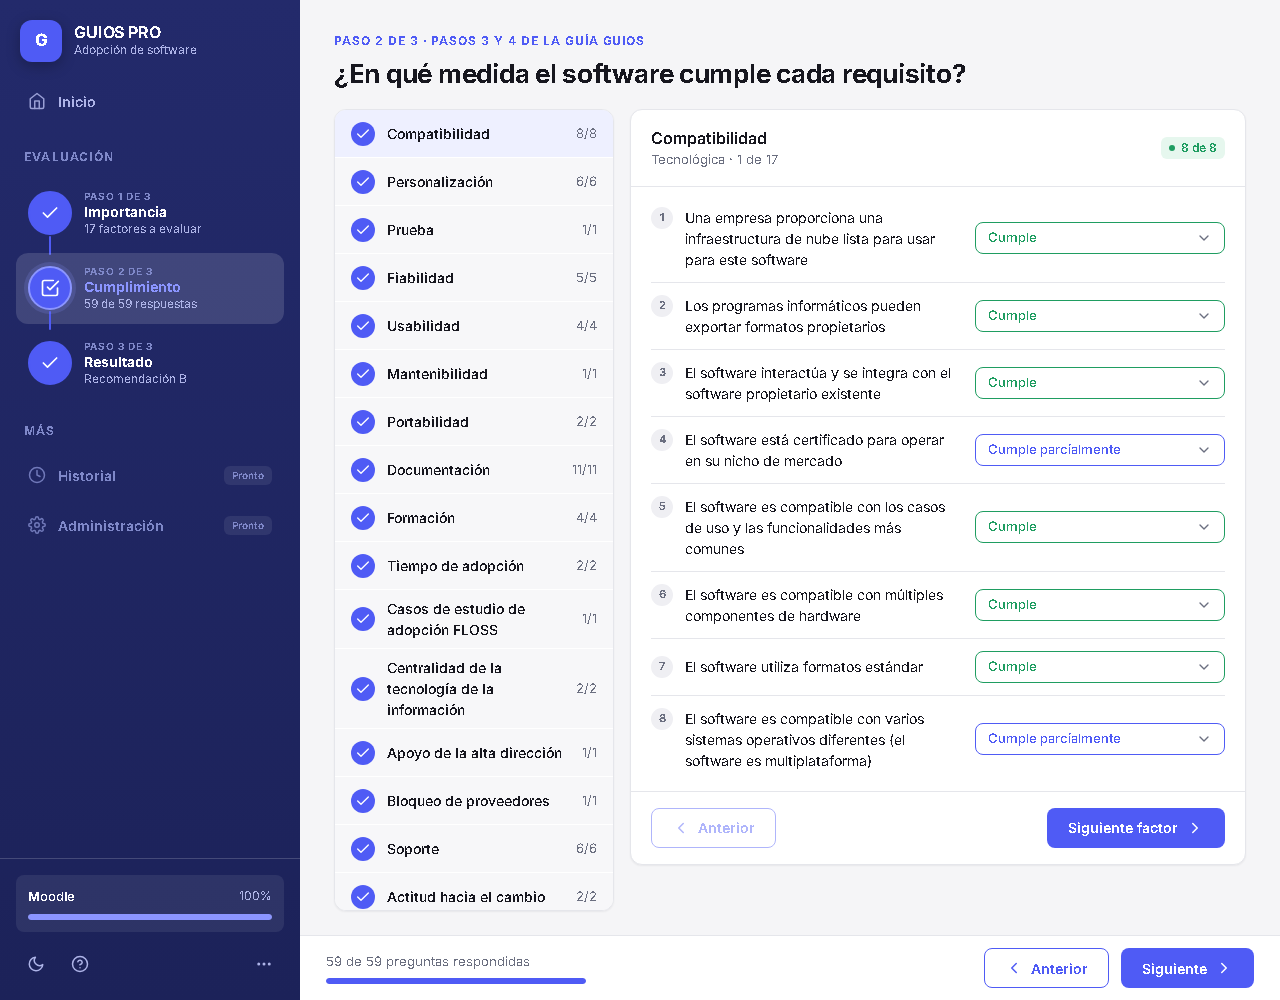 G
GUIOS PRO
Adopción de software
Inicio
EVALUACIÓN
PASO 1 DE 3
Importancia
17 factores a evaluar
PASO 2 DE 3
Cumplimiento
59 de 59 respuestas
PASO 3 DE 3
Resultado
Recomendación B
MÁS
Historial
Pronto
Administración
Pronto
Moodle
100%
PASO 2 DE 3 · PASOS 3 Y 4 DE LA GUÍA GUIOS
¿En qué medida el software cumple cada requisito?
Compatibilidad 8/8
Personalización 6/6
Prueba 1/1
Fiabilidad 5/5
Usabilidad 4/4
Mantenibilidad 1/1
Portabilidad 2/2
Documentación 11/11
Formación 4/4
Tiempo de adopción 2/2
Casos de estudio de
adopción FLOSS 1/1
Centralidad de la
tecnología de la 2/2
información
Apoyo de la alta dirección 1/1
Bloqueo de proveedores 1/1
Soporte 6/6
Actitud hacia el cambio 2/2
Compatibilidad
Tecnológica · 1 de 17
8 de 8
1 Una empresa proporciona una
infraestructura de nube lista para usar
para este software
Cumple
2 Los programas informáticos pueden
exportar formatos propietarios
Cumple
3 El software interactúa y se integra con el
software propietario existente
Cumple
4 El software está certificado para operar
en su nicho de mercado
Cumple parcialmente
5 El software es compatible con los casos
de uso y las funcionalidades más
comunes
Cumple
6 El software es compatible con múltiples
componentes de hardware
Cumple
7 El software utiliza formatos estándar
Cumple
8 El software es compatible con varios
sistemas operativos diferentes (el
software es multiplataforma)
Cumple parcialmente
Anterior
Siguiente factor
59 de 59 preguntas respondidas
Anterior
Siguiente